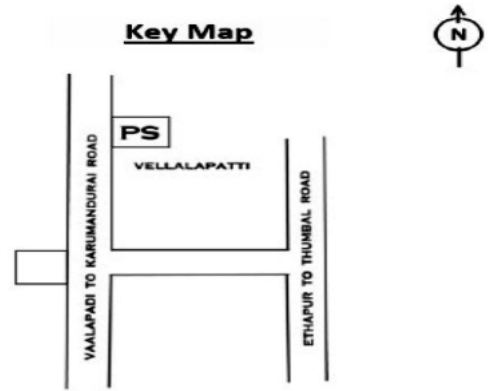 Key Map
N
PS
VELLALAPATTI
VAALAPADI TO KARUMANDURAI ROAD
ETHAPUR TO THUMBAL ROAD